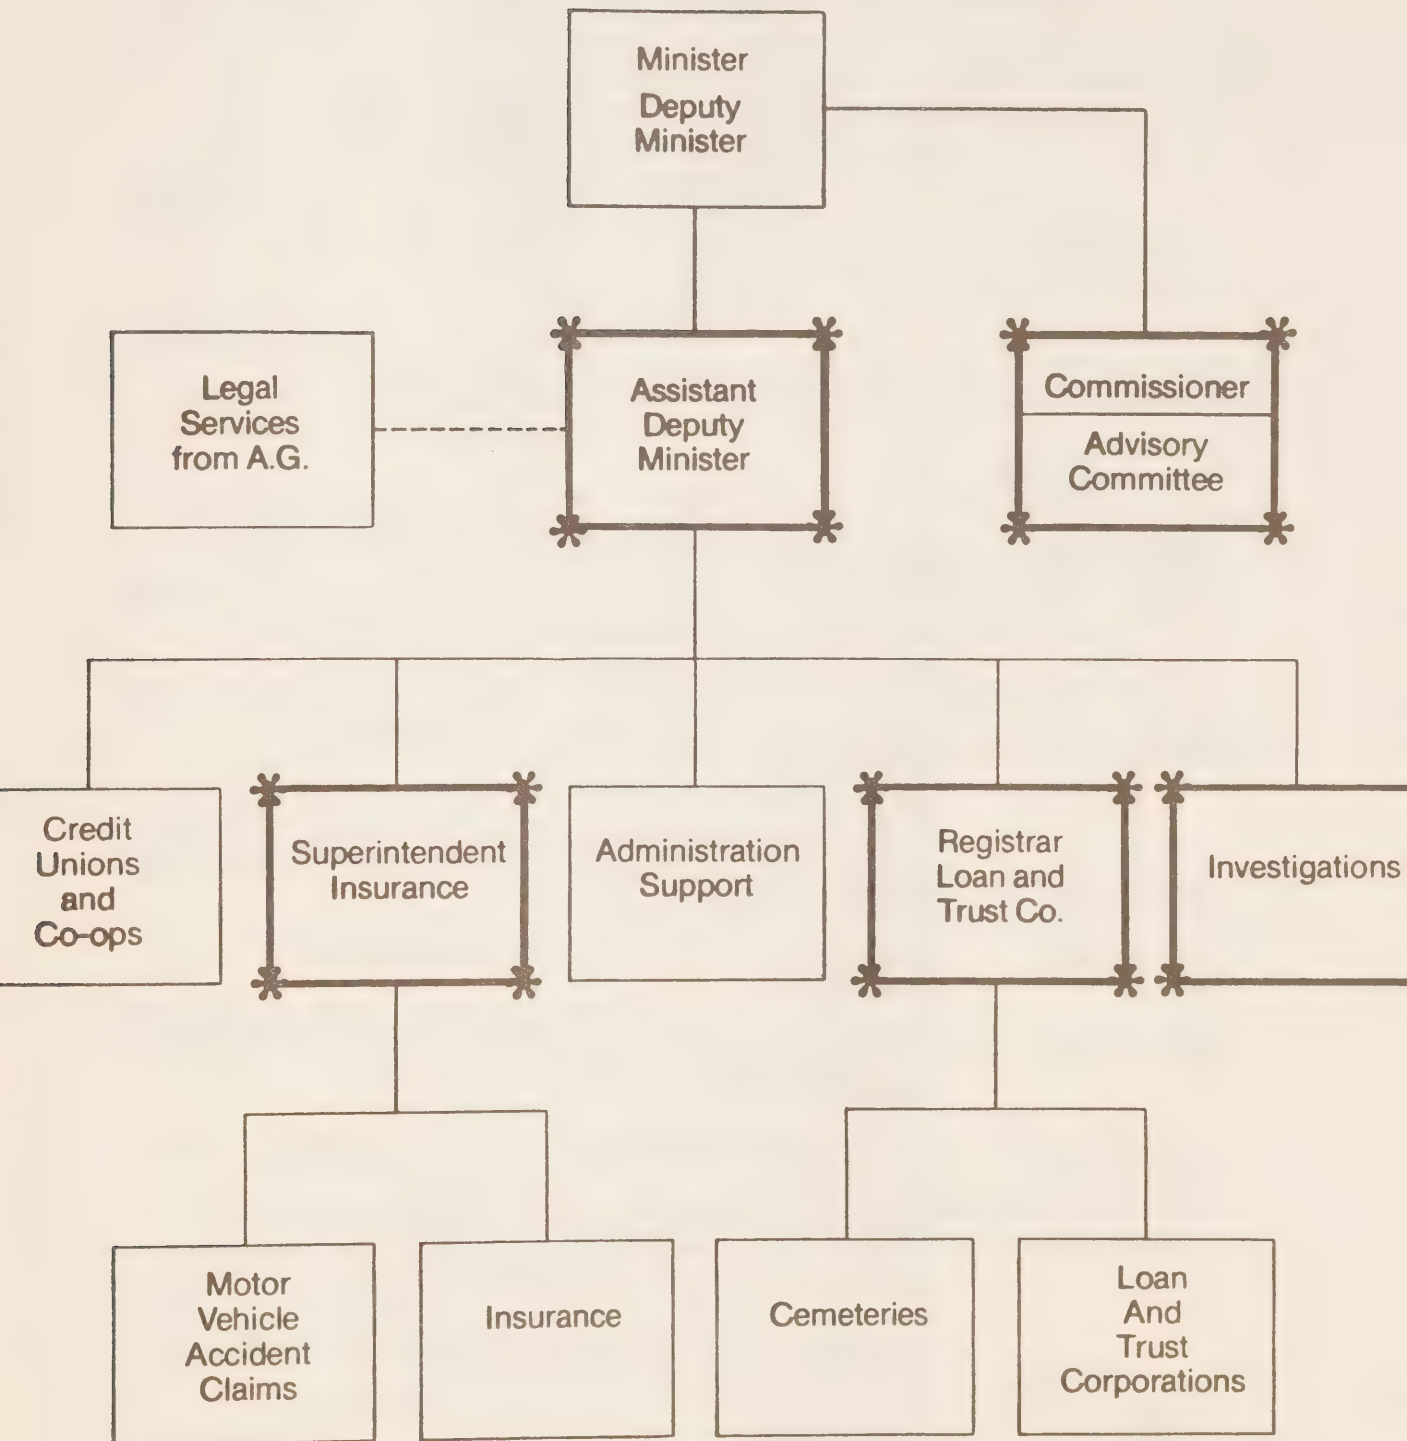 Minister
Deputy
Minister
Legal
Services
from A.G.
Assistant
Deputy
Minister
Commissioner
Advisory
Committee
Credit
Unions
and
Co-ops
Superintendent
Insurance
Administration
Support
Registrar
Loan and
Trust Co.
Investigations
Motor
Vehicle
Accident
Claims
Insurance
Cemeteries
Loan
And
Trust
Corporations